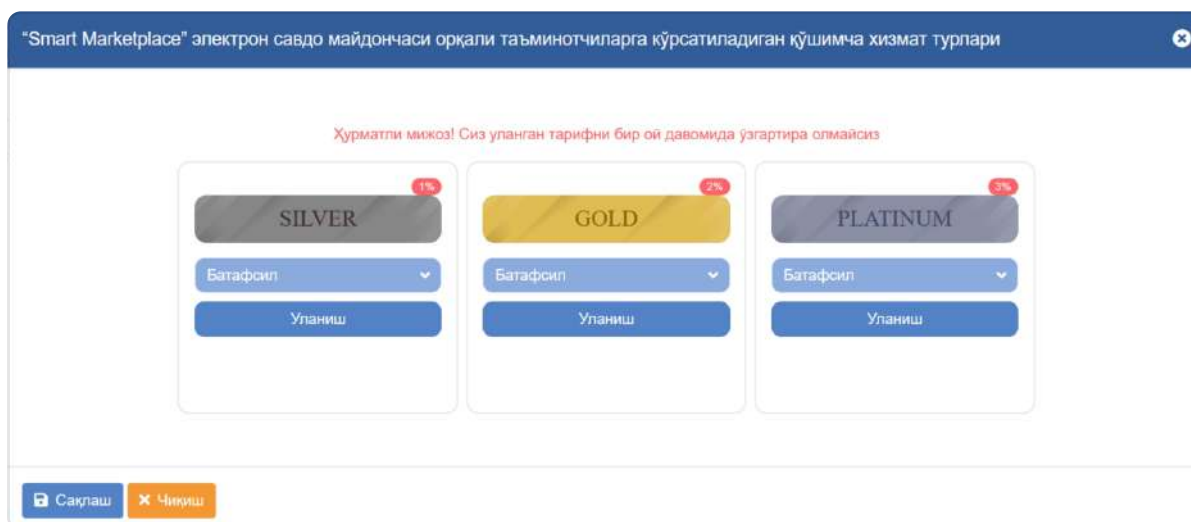 “Smart Marketplace” электрон савдо майдончаси орқали таъминотчиларга кўрсатиладиган қўшимча хизмат турлари
Ҳурматли мижоз! Сиз уланган тарифни бир ой давомида ўзгартира олмайсиз
1%
SILVER
Батафсил
Уланиш
2%
GOLD
Батафсил
Уланиш
3%
PLATINUM
Батафсил
Уланиш
Сақлаш
Чиқиш